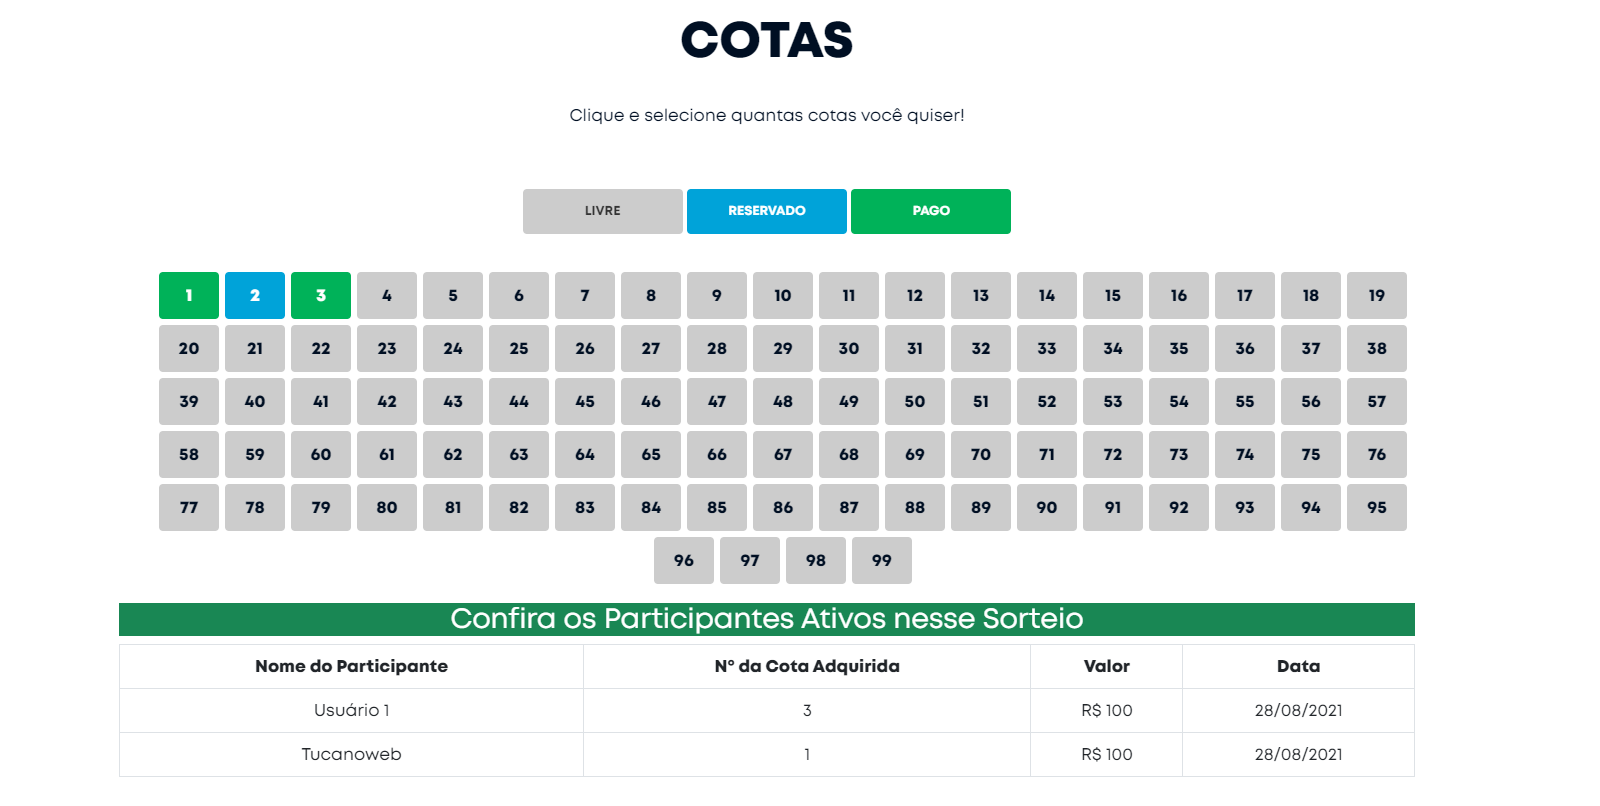 COTAS
Clique e selecione quantas cotas você quiser!
LIVRE RESERVADO PAGO
1 2 3 4 5 6 7 8 9 10 11 12 13 14 15 16 17 18 19
20 21 22 23 24 25 26 27 28 29 30 31 32 33 34 35 36 37 38
39 40 41 42 43 44 45 46 47 48 49 50 51 52 53 54 55 56 57
58 59 60 61 62 63 64 65 66 67 68 69 70 71 72 73 74 75 76
77 78 79 80 81 82 83 84 85 86 87 88 89 90 91 92 93 94 95
96 97 98 99
Confira os Participantes Ativos nesse Sorteio
Nome do Participante Nº da Cota Adquirida Valor Data
Usuário 1 3 R$ 100 28/08/2021
Tucanoweb 1 R$ 100 28/08/2021